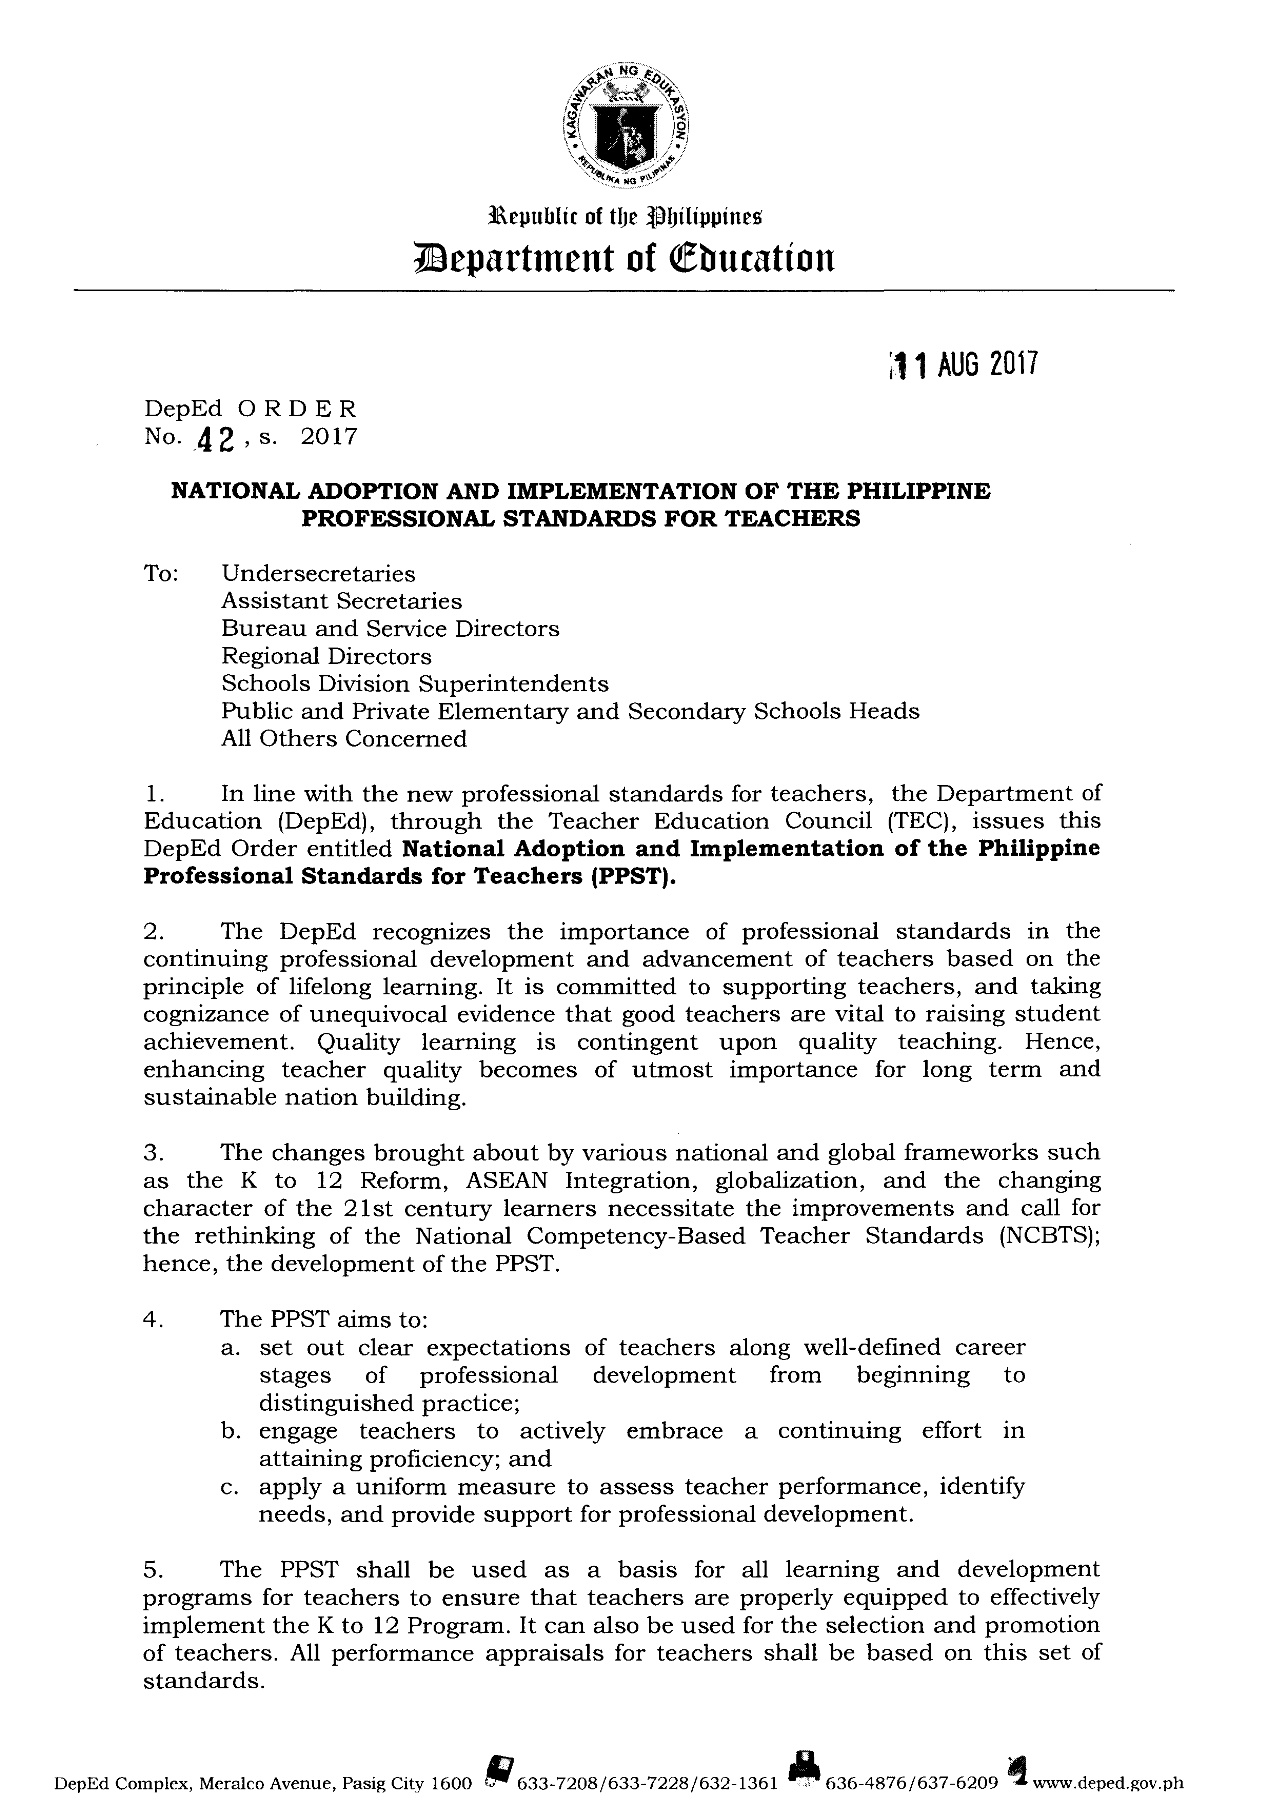 KAGAWARAN NG EDUKASYON
REPUBLIKA NG PILIPINAS
Republic of the Philippines
Department of Education
11 AUG 2017
DepEd O R D E R
No. 42 , s. 2017
NATIONAL ADOPTION AND IMPLEMENTATION OF THE PHILIPPINE
PROFESSIONAL STANDARDS FOR TEACHERS
To: Undersecretaries
Assistant Secretaries
Bureau and Service Directors
Regional Directors
Schools Division Superintendents
Public and Private Elementary and Secondary Schools Heads
All Others Concerned
1. In line with the new professional standards for teachers, the Department of
Education (DepEd), through the Teacher Education Council (TEC), issues this
DepEd Order entitled National Adoption and Implementation of the Philippine
Professional Standards for Teachers (PPST).
2. The DepEd recognizes the importance of professional standards in the
continuing professional development and advancement of teachers based on the
principle of lifelong learning. It is committed to supporting teachers, and taking
cognizance of unequivocal evidence that good teachers are vital to raising student
achievement. Quality learning is contingent upon quality teaching. Hence,
enhancing teacher quality becomes of utmost importance for long term and
sustainable nation building.
3. The changes brought about by various national and global frameworks such
as the K to 12 Reform, ASEAN Integration, globalization, and the changing
character of the 21st century learners necessitate the improvements and call for
the rethinking of the National Competency-Based Teacher Standards (NCBTS);
hence, the development of the PPST.
4. The PPST aims to:
a. set out clear expectations of teachers along well-defined career
stages of professional development from beginning to
distinguished practice;
b. engage teachers to actively embrace a continuing effort in
attaining proficiency; and
c. apply a uniform measure to assess teacher performance, identify
needs, and provide support for professional development.
5. The PPST shall be used as a basis for all learning and development
programs for teachers to ensure that teachers are properly equipped to effectively
implement the K to 12 Program. It can also be used for the selection and promotion
of teachers. All performance appraisals for teachers shall be based on this set of
standards.
DepEd Complex, Meralco Avenue, Pasig City 1600 633-7208/633-7228/632-1361 636-4876/637-6209 www.deped.gov.ph